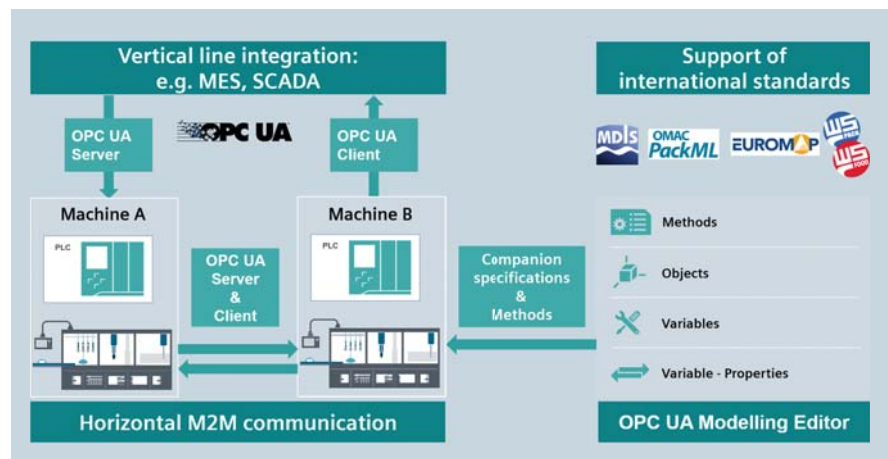 Vertical line integration:
e.g. MES, SCADA
Support of
international standards
OPC UA
Server
OPC UA
OPC UA
Client
MDIS
OMAC
PackML
EUROMAP
WS
PACK
WS
FOOD
Machine A
Machine B
PLC
PLC
OPC UA
Server
&
Client
Companion
specifications
&
Methods
Methods
Objects
Variables
Variable - Properties
Horizontal M2M communication
OPC UA Modelling Editor